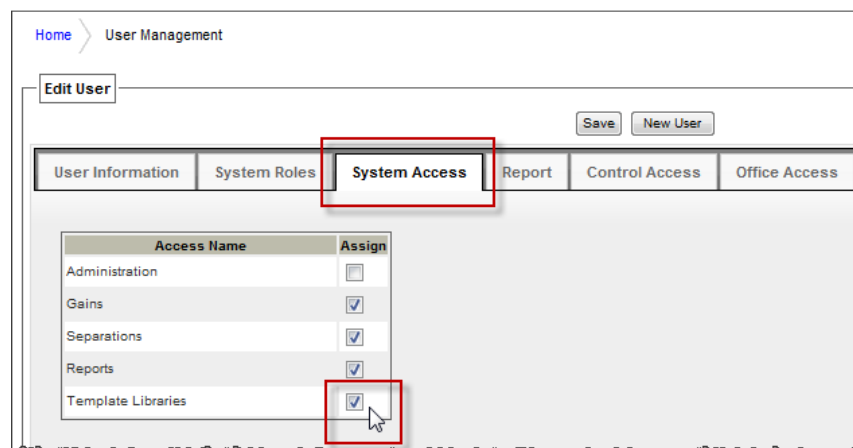 Home User Management
Edit User
Save New User
User Information System Roles System Access Report Control Access Office Access
Access Name Assign
Administration
Gains
Separations
Reports
Template Libraries